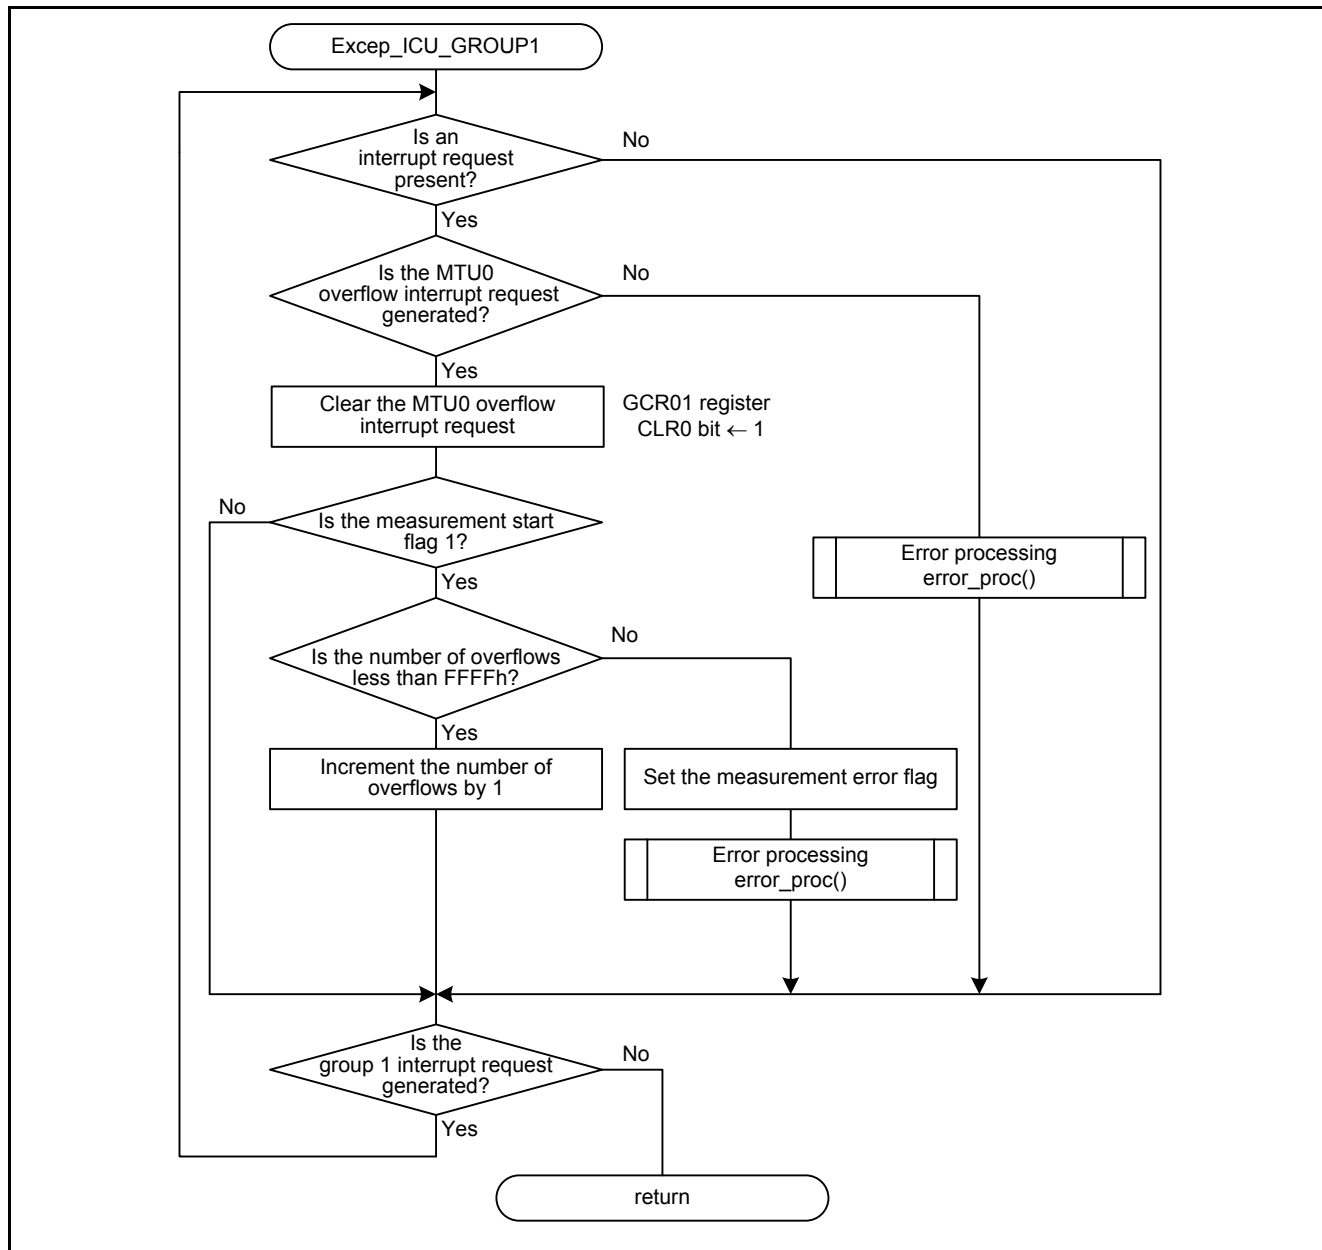 Excep_ICU_GROUP1
Is an
interrupt request
present?
No
Yes
Is the MTU0
overflow interrupt request
generated?
No
Yes
Clear the MTU0 overflow
interrupt request
GCR01 register
CLR0 bit ← 1
No
Is the measurement start
flag 1?
Yes
Error processing
error_proc()
Is the number of overflows
less than FFFFh?
No
Yes
Increment the number of
overflows by 1
Set the measurement error flag
Error processing
error_proc()
Is the
group 1 interrupt request
generated?
No
Yes
return